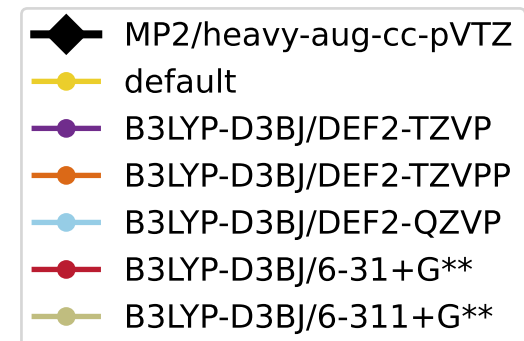 MP2/heavy-aug-cc-pVTZ
default
B3LYP-D3BJ/DEF2-TZVP
B3LYP-D3BJ/DEF2-TZVPP
B3LYP-D3BJ/DEF2-QZVP
B3LYP-D3BJ/6-31+G**
B3LYP-D3BJ/6-311+G**